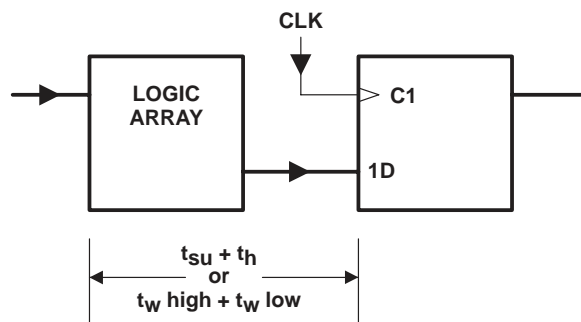 CLK
LOGIC
ARRAY
C1
1D
tsu + th
or
tw high + tw low